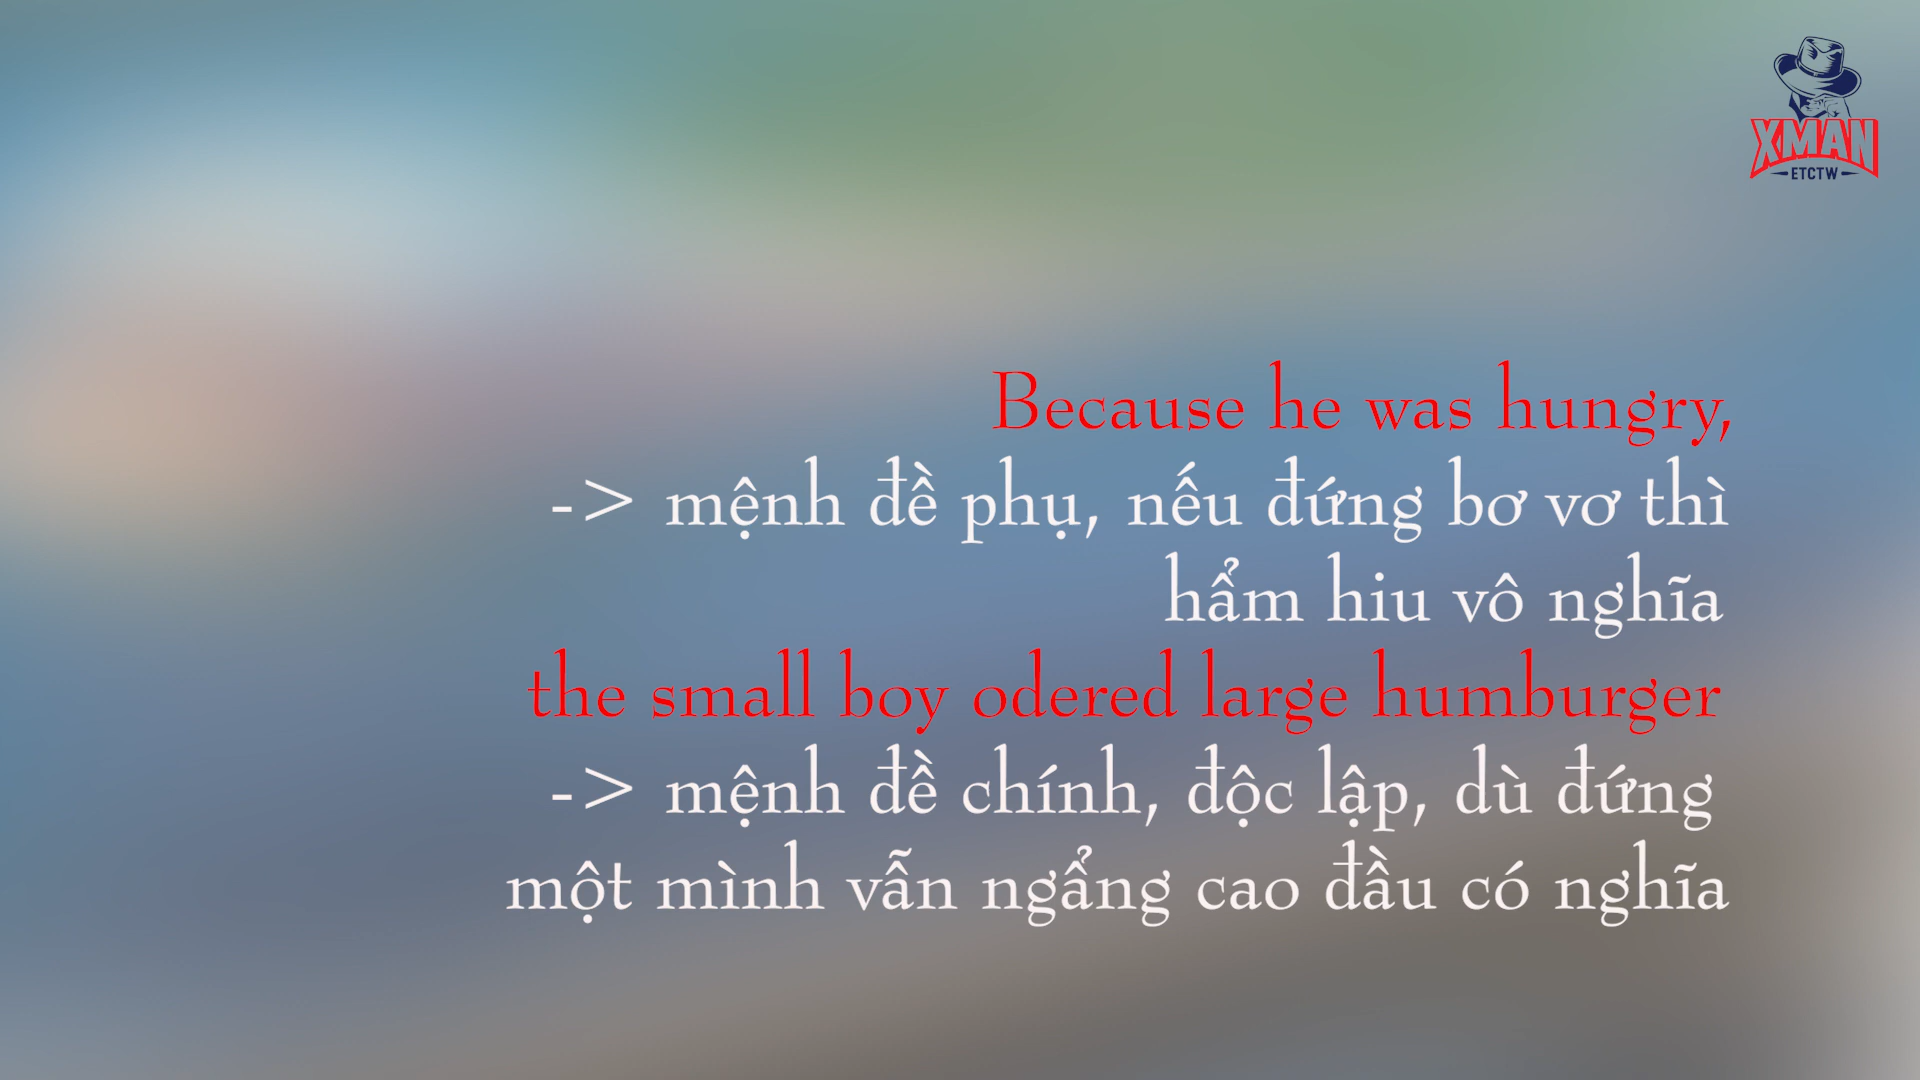 XMAN
ETCTW
Because he was hungry,
-> mệnh đề phụ, nếu đứng bơ vơ thì
hẩm hiu vô nghĩa
the small boy odered large humburger
-> mệnh đề chính, độc lập, dù đứng
một mình vẫn ngẩng cao đầu có nghĩa